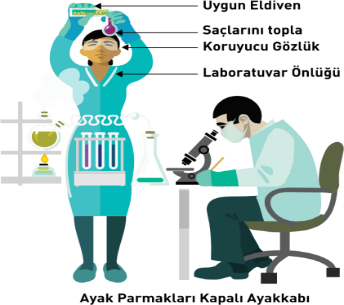 Uygun Eldiven
Saçlarını topla
Koruyucu Gözlük
Laboratuvar Önlüğü
Ayak Parmakları Kapalı Ayakkabı